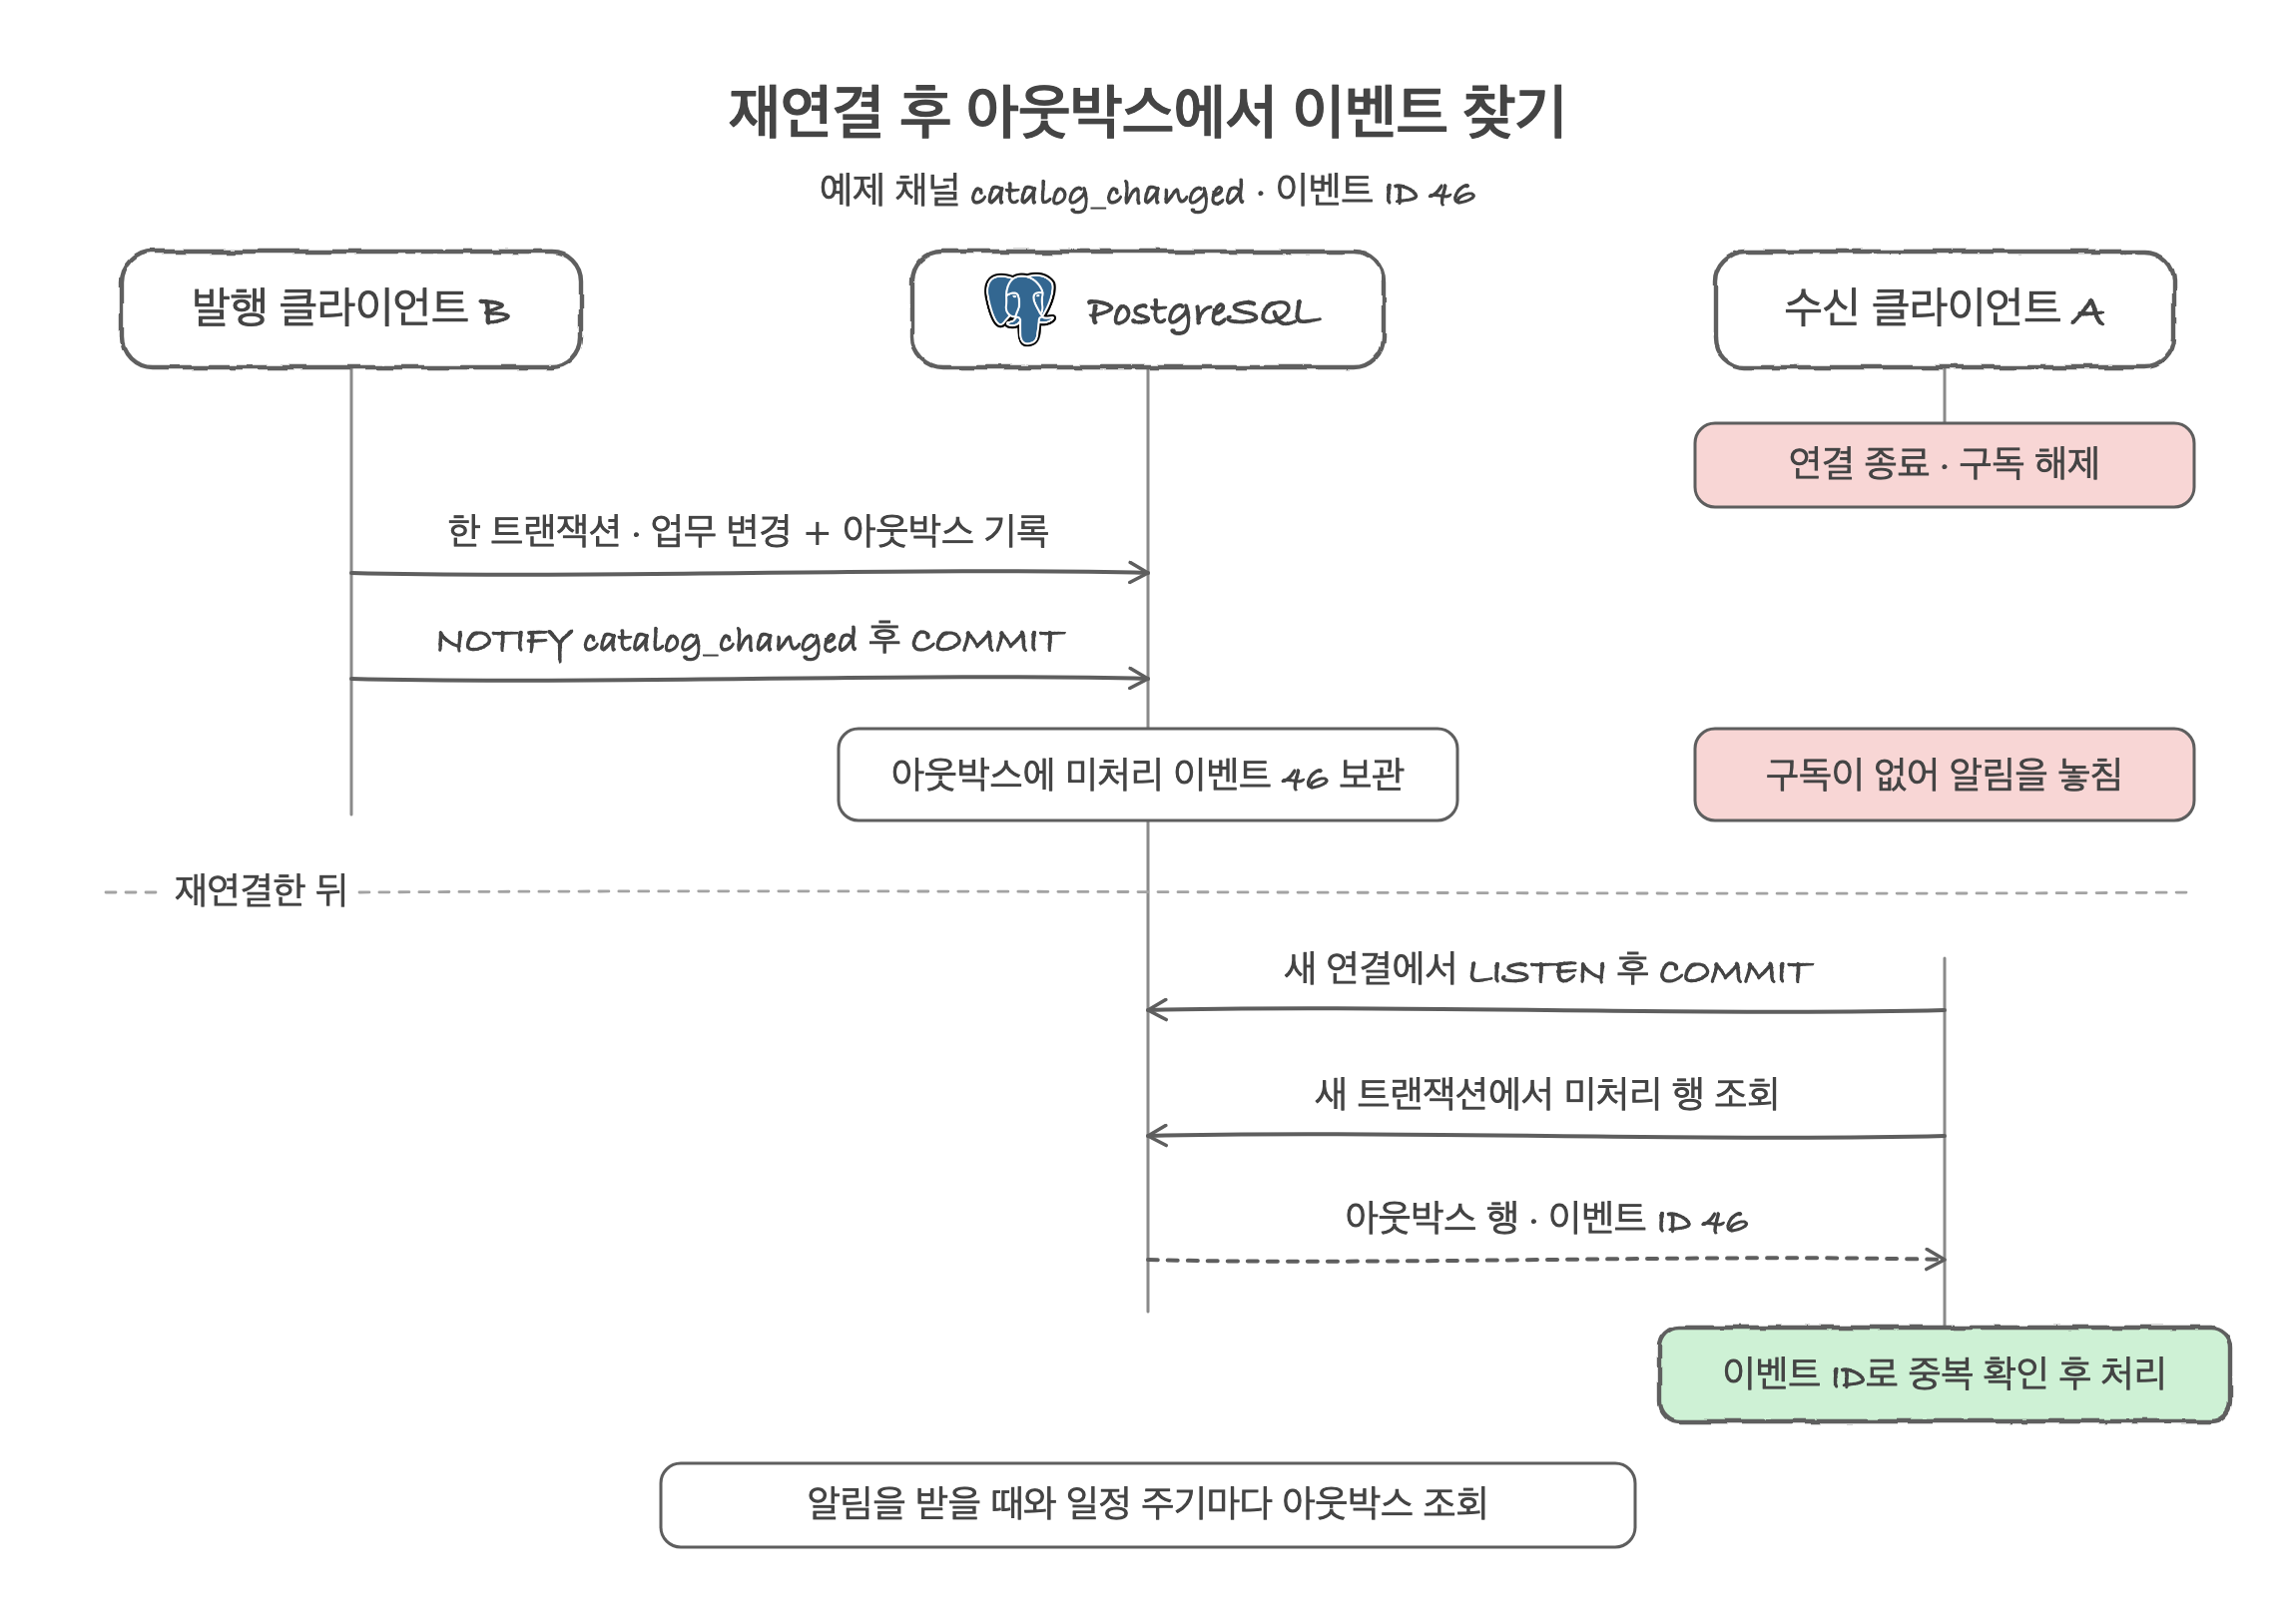 재연결 후 아웃박스에서 이벤트 찾기
예제 채널 catalog_changed · 이벤트 ID 46
발행 클라이언트 B
PostgreSQL
수신 클라이언트 A
연결 종료 · 구독 해제
한 트랜잭션 · 업무 변경 + 아웃박스 기록
NOTIFY catalog_changed 후 COMMIT
아웃박스에 미처리 이벤트 46 보관
구독이 없어 알림을 놓침
재연결한 뒤
새 연결에서 LISTEN 후 COMMIT
새 트랜잭션에서 미처리 행 조회
아웃박스 행 · 이벤트 ID 46
이벤트 ID로 중복 확인 후 처리
알림을 받을 때와 일정 주기마다 아웃박스 조회